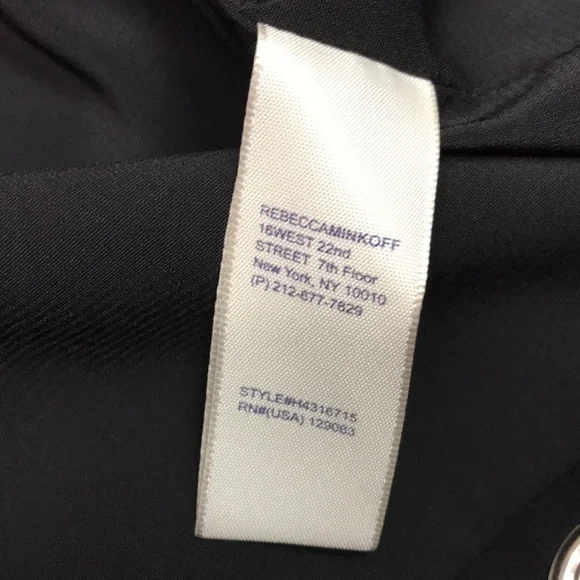 REBECCAMINKOFF
16WEST 22nd
STREET 7th Floor
New York, NY 10010
(P) 212-677-7829
STYLE#H4316715
RN#(USA) 129083